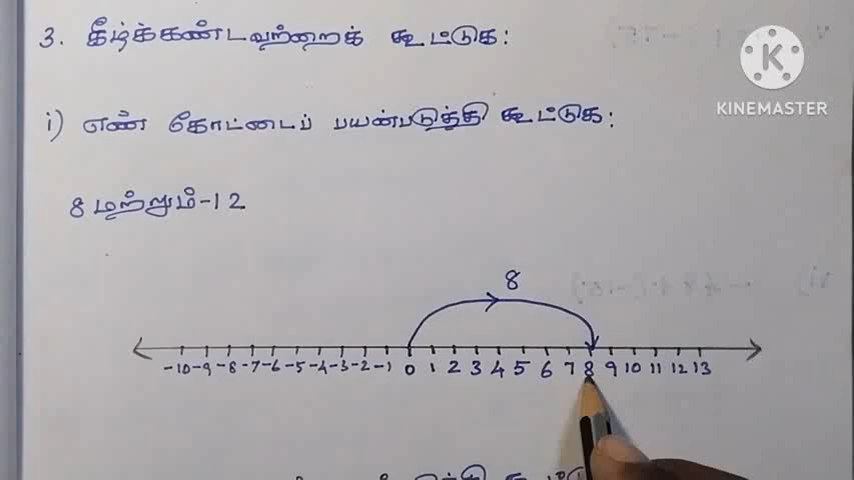 3. கீழ்க்கண்டவற்றைக் கூட்டுக:
KINEMASTER
i) எண் கோட்டைப் பயன்படுத்தி கூட்டுக:
8 மற்றும் -12
8
-10 -9 -8 -7 -6 -5 -4 -3 -2 -1 0 1 2 3 4 5 6 7 8 9 10 11 12 13